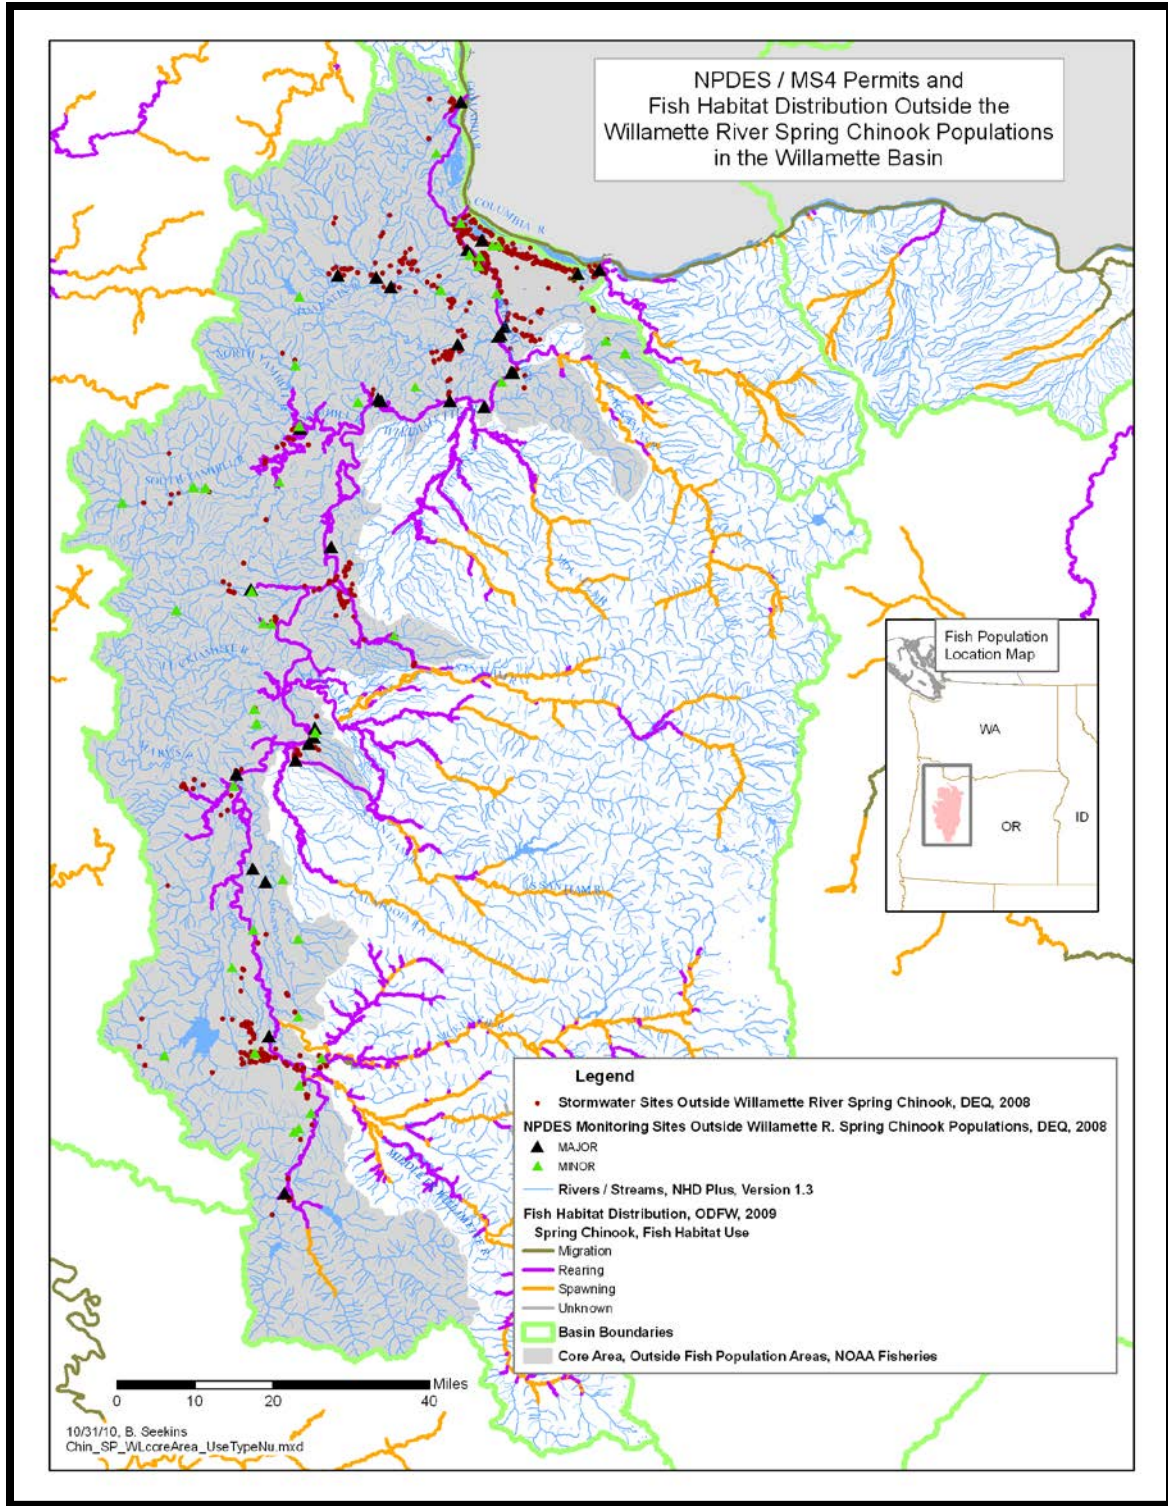 NPDES / MS4 Permits and
Fish Habitat Distribution Outside the
Willamette River Spring Chinook Populations
in the Willamette Basin
COLUMBIA R
SOUTH YAMHILL R
Fish Population
Location Map
WA
OR
ID
Legend
Stormwater Sites Outside Willamette River Spring Chinook, DEQ, 2008
NPDES Monitoring Sites Outside Willamette R. Spring Chinook Populations, DEQ, 2008
MAJOR
MINOR
Rivers / Streams, NHD Plus, Version 1.3
Fish Habitat Distribution, ODFW, 2009
Spring Chinook, Fish Habitat Use
Migration
Rearing
Spawning
Unknown
Basin Boundaries
Core Area, Outside Fish Population Areas, NOAA Fisheries
Miles
0 10 20 40
10/31/10, B. Seekins
Chin_SP_WLcoreArea_UseTypeNu.mxd